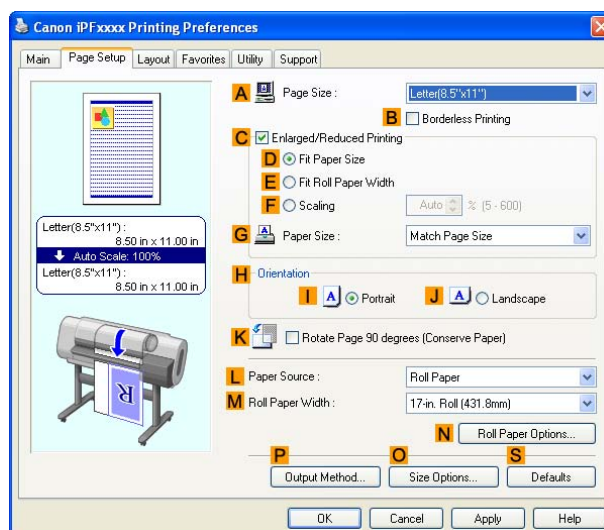 Canon iPFxxxx Printing Preferences
Main Page Setup Layout Favorites Utility Support
A Page Size : Letter(8.5"x11")
B Borderless Printing
C Enlarged/Reduced Printing
D Fit Paper Size
E Fit Roll Paper Width
F Scaling Auto % (5 - 600)
Letter(8.5"x11") :
8.50 in x 11.00 in
Auto Scale: 100%
Letter(8.5"x11") :
8.50 in x 11.00 in
G A Paper Size : Match Page Size
H Orientation
I A Portrait J A Landscape
K Rotate Page 90 degrees (Conserve Paper)
R
L Paper Source : Roll Paper
M Roll Paper Width : 17-in. Roll (431.8mm)
N Roll Paper Options...
P O S
Output Method... Size Options... Defaults
OK Cancel Apply Help